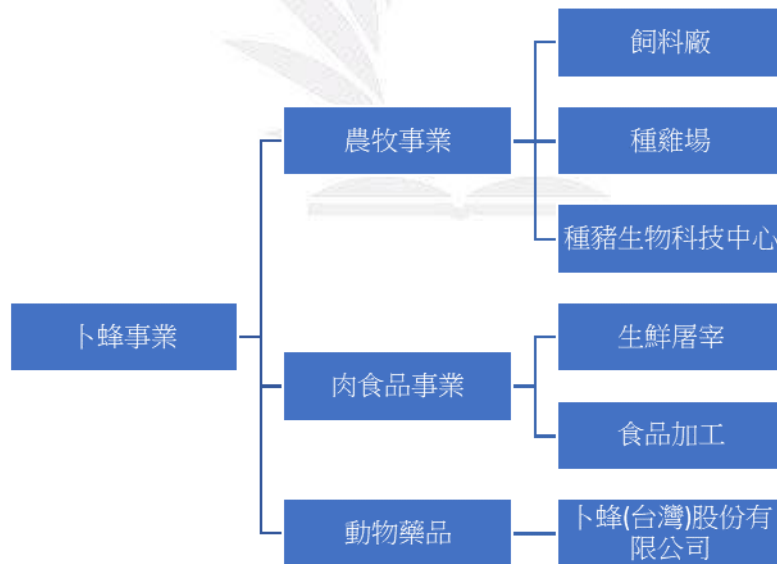 飼料廠
農牧事業
種雞場
種豬生物科技中心
卜蜂事業
生鮮屠宰
肉食品事業
食品加工
動物藥品
卜蜂(台灣)股份有
限公司